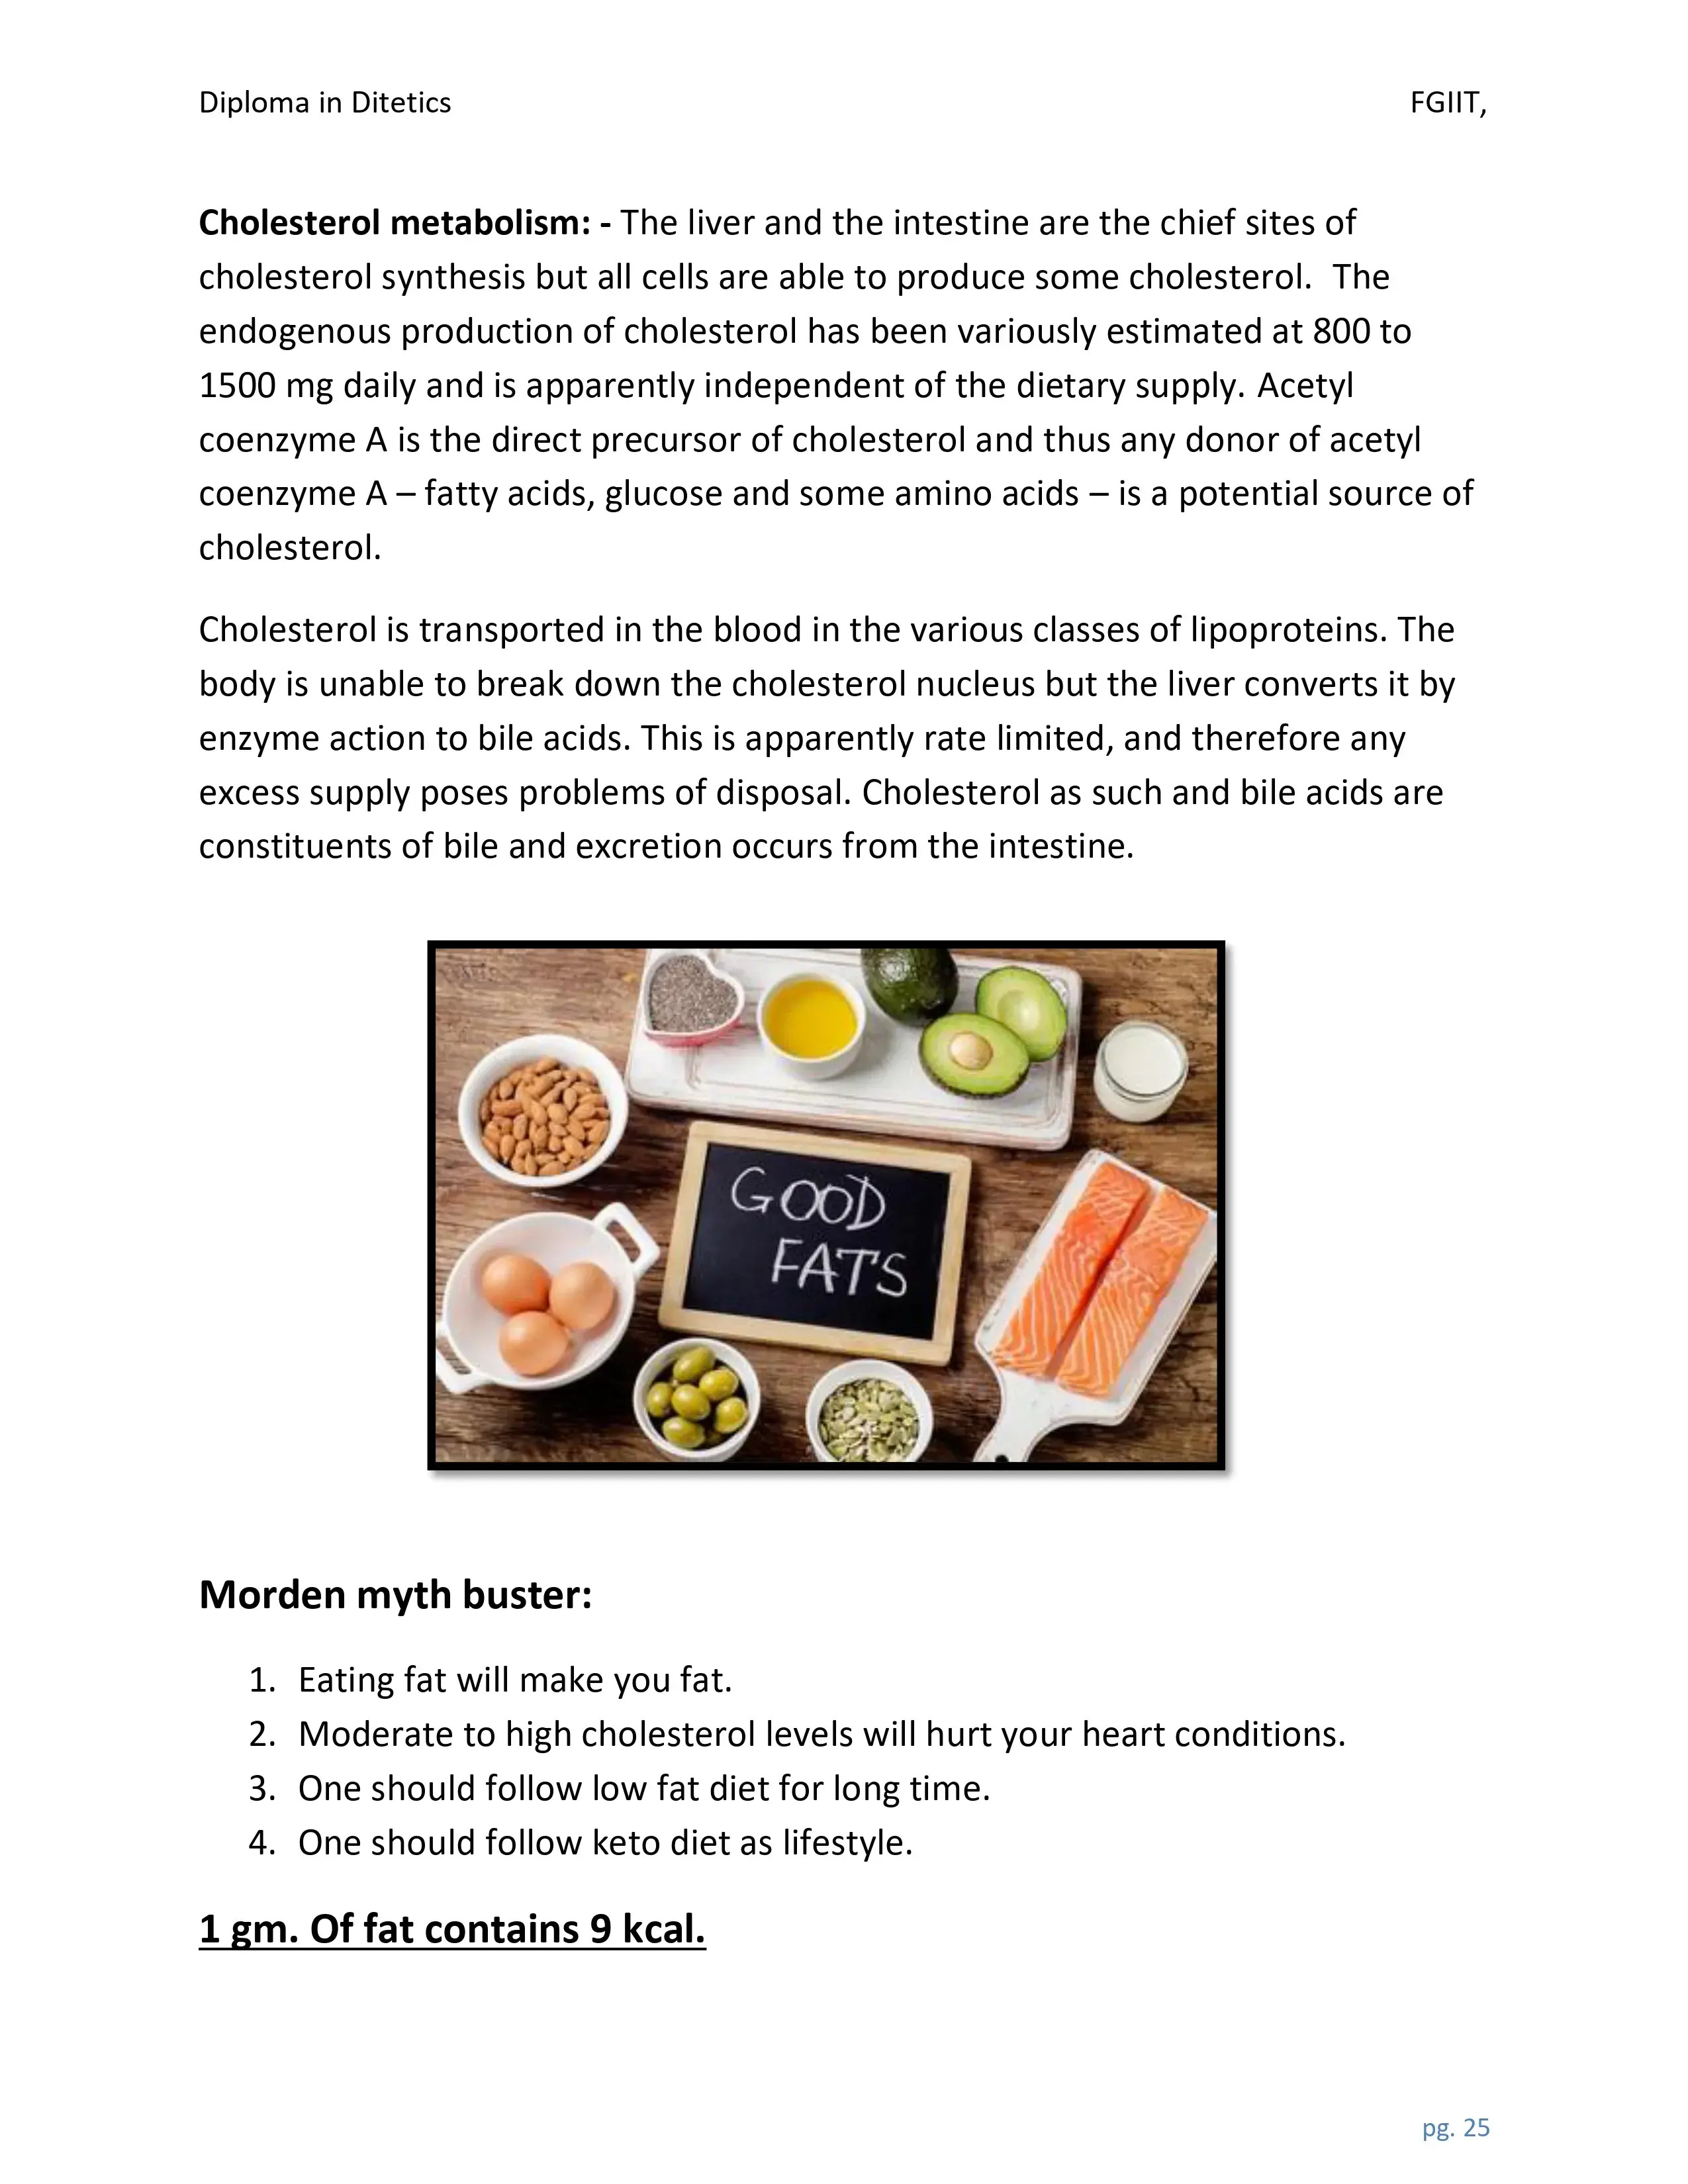 Diploma in Ditetics FGIIT,
Cholesterol metabolism: - The liver and the intestine are the chief sites of
cholesterol synthesis but all cells are able to produce some cholesterol.  The
endogenous production of cholesterol has been variously estimated at 800 to
1500 mg daily and is apparently independent of the dietary supply. Acetyl
coenzyme A is the direct precursor of cholesterol and thus any donor of acetyl
coenzyme A – fatty acids, glucose and some amino acids – is a potential source of
cholesterol.
Cholesterol is transported in the blood in the various classes of lipoproteins. The
body is unable to break down the cholesterol nucleus but the liver converts it by
enzyme action to bile acids. This is apparently rate limited, and therefore any
excess supply poses problems of disposal. Cholesterol as such and bile acids are
constituents of bile and excretion occurs from the intestine.
GOOD
FATS
Morden myth buster:
1. Eating fat will make you fat.
2. Moderate to high cholesterol levels will hurt your heart conditions.
3. One should follow low fat diet for long time.
4. One should follow keto diet as lifestyle.
1 gm. Of fat contains 9 kcal.
pg. 25